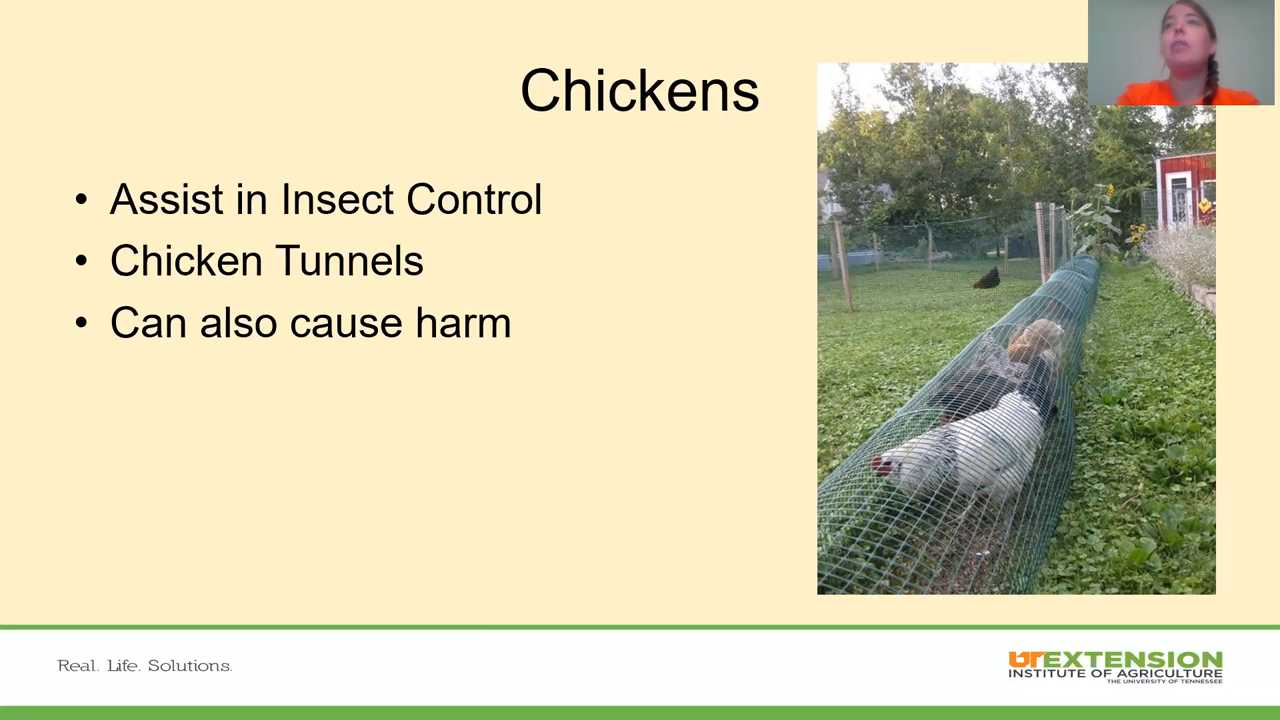 Chickens
• Assist in Insect Control
• Chicken Tunnels
• Can also cause harm
Real. Life. Solutions.
UTEXTENSION
INSTITUTE OF AGRICULTURE
THE UNIVERSITY OF TENNESSEE